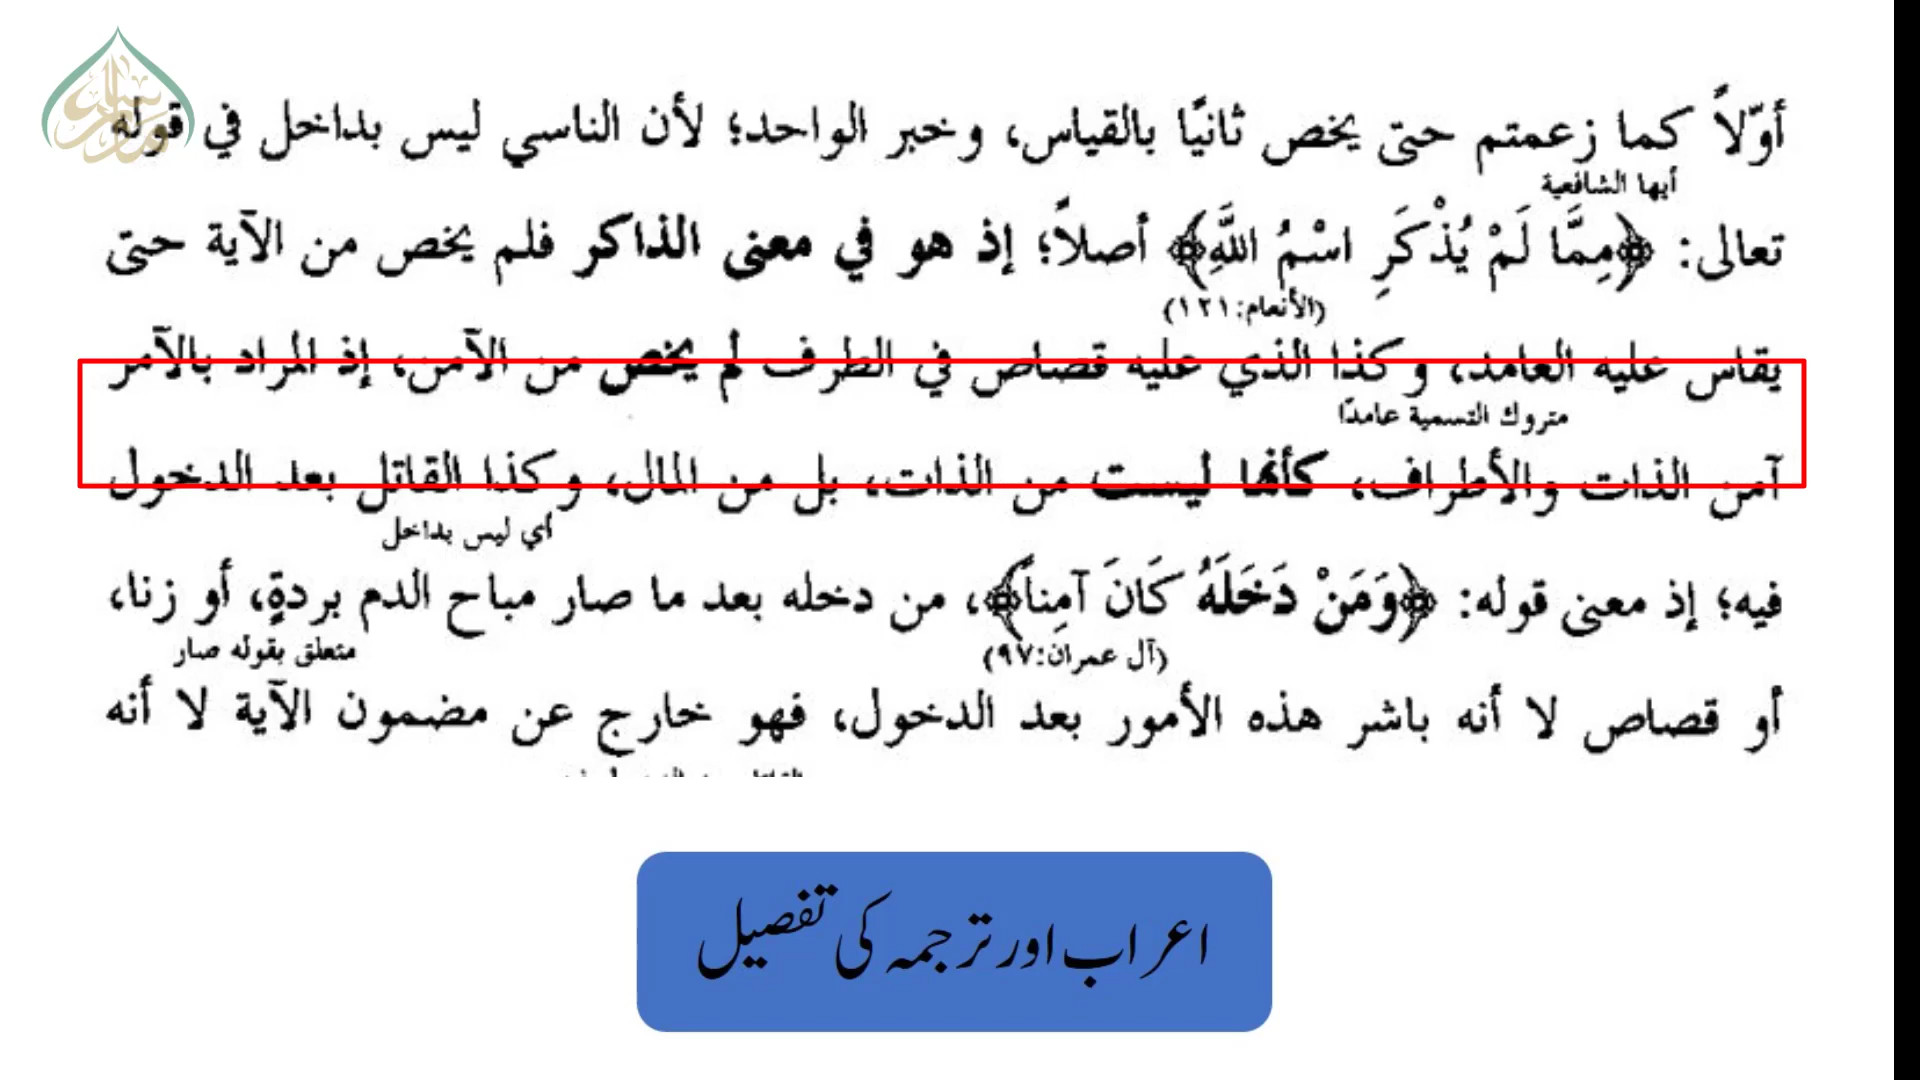 أوّلاً كما زعمتم حتى يخص ثانيًا بالقياس، وخبر الواحد؛ لأن الناسي ليس بداخل في قوله
أيها الشافعية
تعالى: ﴿مِمَّا لَمْ يُذْكَرِ اسْمُ اللَّهِ﴾ أصلاً؛ إذ هو في معنى الذاكر فلم يخص من الآية حتى
(الأنعام:١٢١)
يقاس عليه العامد، وكذا الذي عليه قصاص في الطرف لم يخص من الآمن، إذ المراد بالآمر
متروك التسمية عامدًا
آمن الذات والأطراف، كأنها ليست من الذات، بل من المال، وكذا القاتل بعد الدخول
أي ليس بداخل
فيه؛ إذ معنى قوله: ﴿وَمَنْ دَخَلَهُ كَانَ آمِناً﴾، من دخله بعد ما صار مباح الدم بردةٍ، أو زنا،
(آل عمران:٩٧) متعلق بقوله صار
أو قصاص لا أنه باشر هذه الأمور بعد الدخول، فهو خارج عن مضمون الآية لا أنه
اعراب اور ترجمہ کی تفصیل